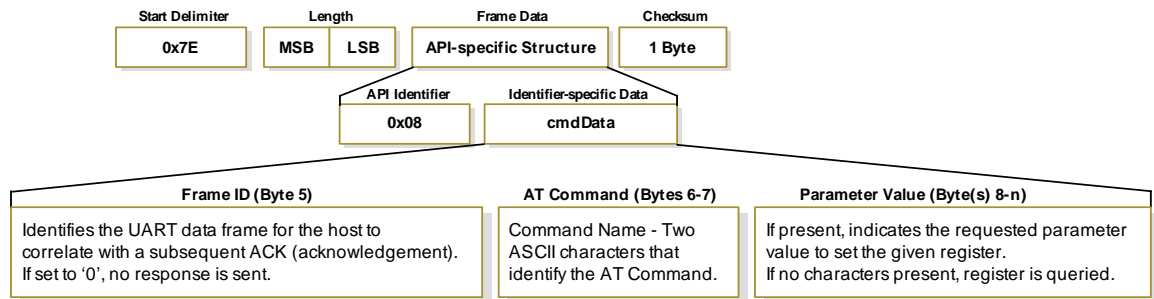 Start Delimiter Length Frame Data Checksum
0x7E MSB LSB API-specific Structure 1 Byte
API Identifier Identifier-specific Data
0x08 cmdData
Frame ID (Byte 5)
Identifies the UART data frame for the host to
correlate with a subsequent ACK (acknowledgement).
If set to ‘0’, no response is sent.
AT Command (Bytes 6-7)
Command Name - Two
ASCII characters that
identify the AT Command.
Parameter Value (Byte(s) 8-n)
If present, indicates the requested parameter
value to set the given register.
If no characters present, register is queried.